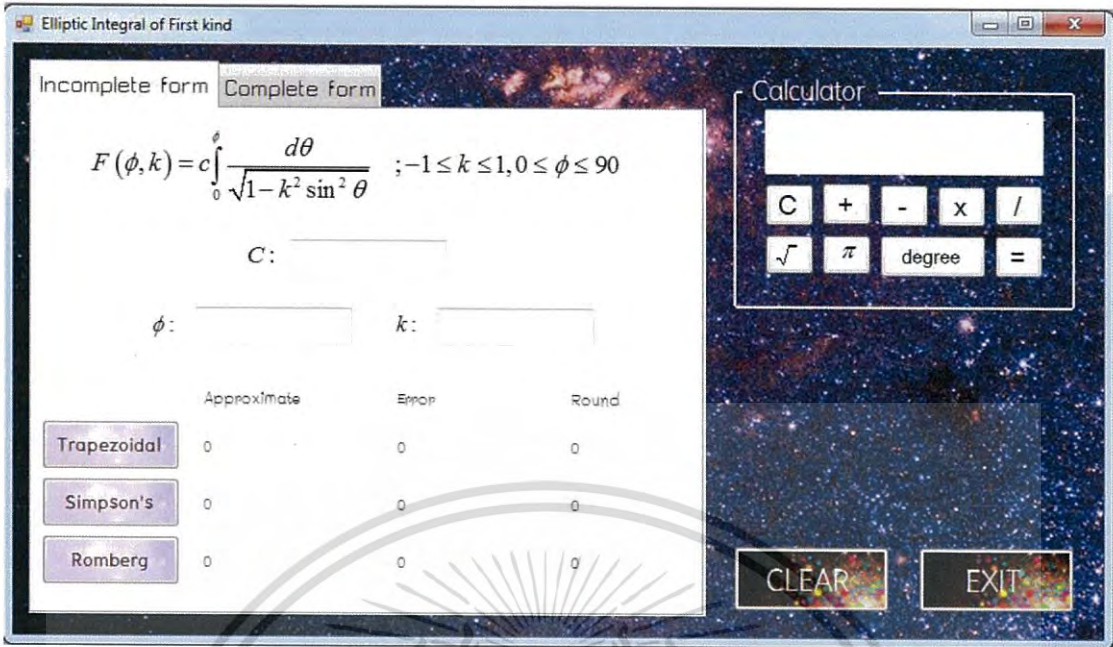 Elliptic Integral of First kind
Incomplete form Complete form
F (ϕ, k) = c∫₀^ϕ dθ / √(1 − k² sin² θ) ; −1 ≤ k ≤ 1, 0 ≤ ϕ ≤ 90
C :
ϕ : k :
Approximate Error Round
Trapezoidal 0 0 0
Simpson's 0 0 0
Romberg 0 0 0
Calculator
C + - x /
√ π degree =
CLEAR EXIT